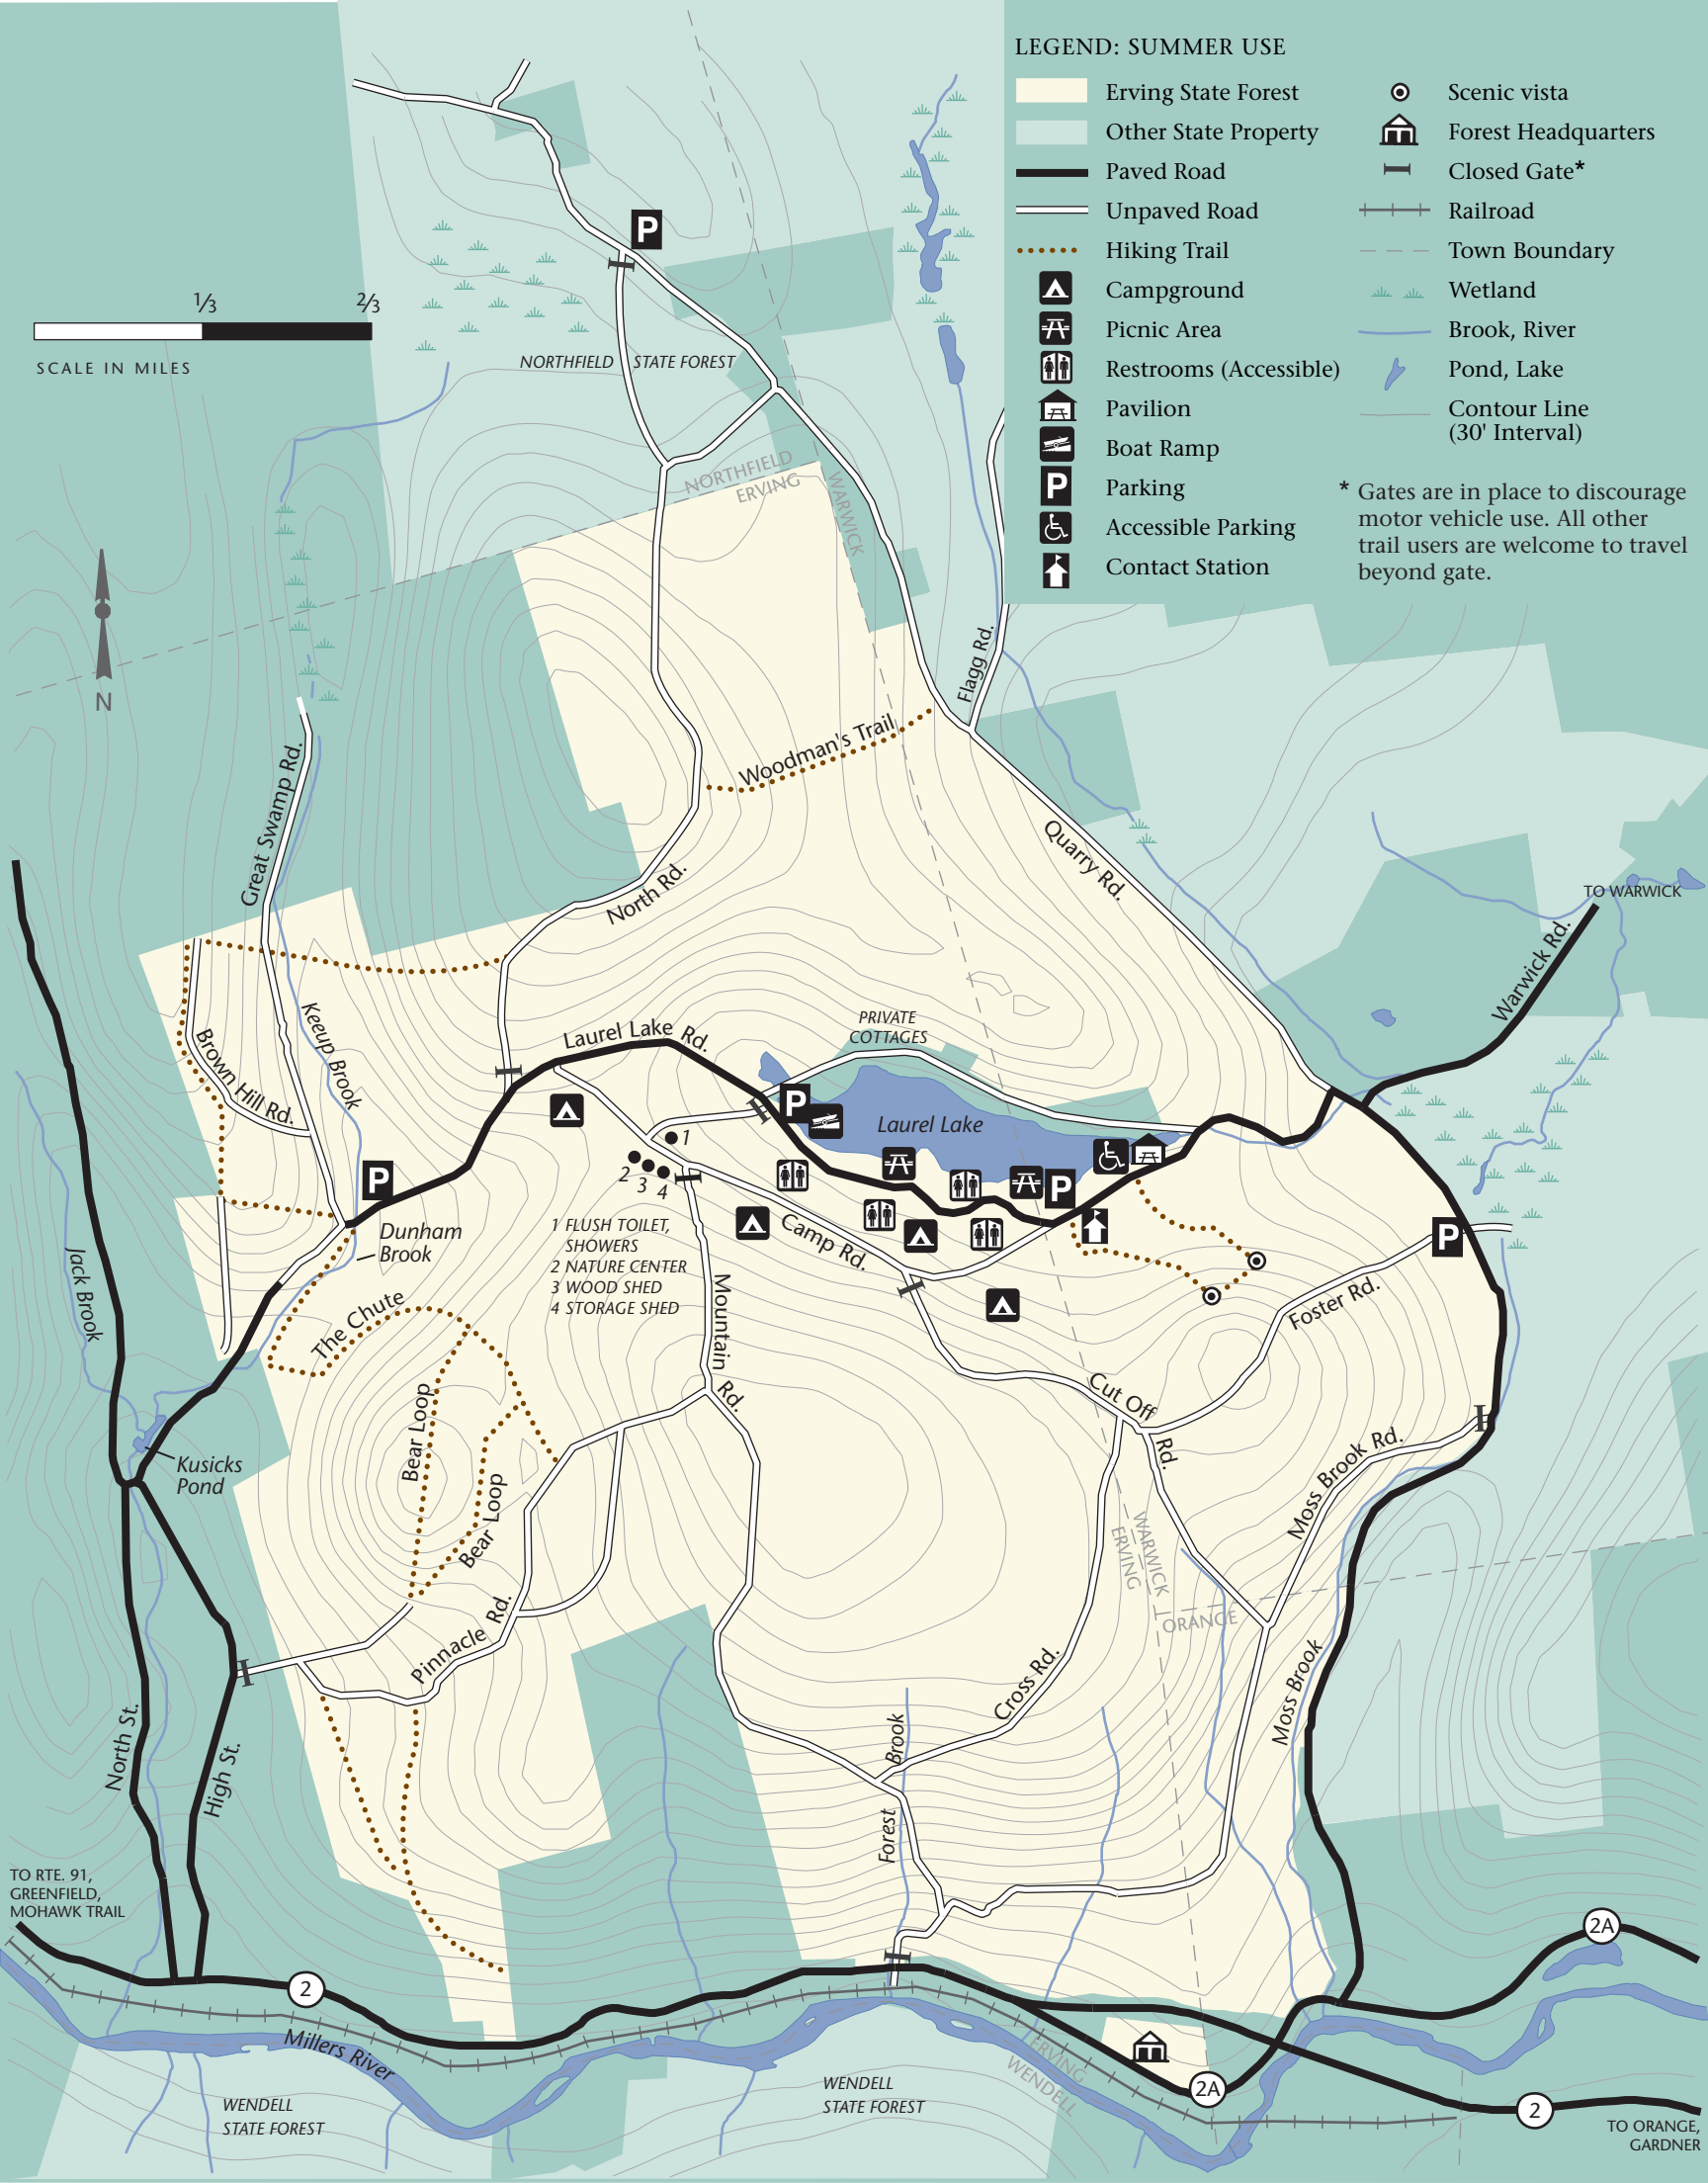 LEGEND: SUMMER USE
Erving State Forest
Other State Property
Paved Road
Unpaved Road
Hiking Trail
Campground
Picnic Area
Restrooms (Accessible)
Pavilion
Boat Ramp
P Parking
Accessible Parking
Contact Station
Scenic vista
Forest Headquarters
Closed Gate*
Railroad
Town Boundary
Wetland
Brook, River
Pond, Lake
Contour Line
(30' Interval)
* Gates are in place to discourage
motor vehicle use. All other
trail users are welcome to travel
beyond gate.
P
⅓ ⅔
SCALE IN MILES
NORTHFIELD STATE FOREST
NORTHFIELD
ERVING
WARWICK
N
Flagg Rd.
Woodman's Trail
Great Swamp Rd.
Quarry Rd.
North Rd.
TO WARWICK
Warwick Rd.
Keeup Brook
Brown Hill Rd.
Laurel Lake Rd.
PRIVATE
COTTAGES
P
Laurel Lake
1
2
3
4
P
P
P
Dunham
Brook
1 FLUSH TOILET,
SHOWERS
2 NATURE CENTER
3 WOOD SHED
4 STORAGE SHED
Camp Rd.
Jack Brook
The Chute
Mountain
Rd.
Foster Rd.
Cut Off
Rd.
Bear Loop
Bear Loop
Moss Brook Rd.
Kusicks
Pond
WARWICK
ERVING
ORANGE
Pinnacle Rd.
Cross Rd.
Moss Brook
North St.
High St.
Brook
Forest
TO RTE. 91,
GREENFIELD,
MOHAWK TRAIL
2
2A
Millers River
ERVING
WENDELL
2A
2
WENDELL
STATE FOREST
WENDELL
STATE FOREST
TO ORANGE,
GARDNER